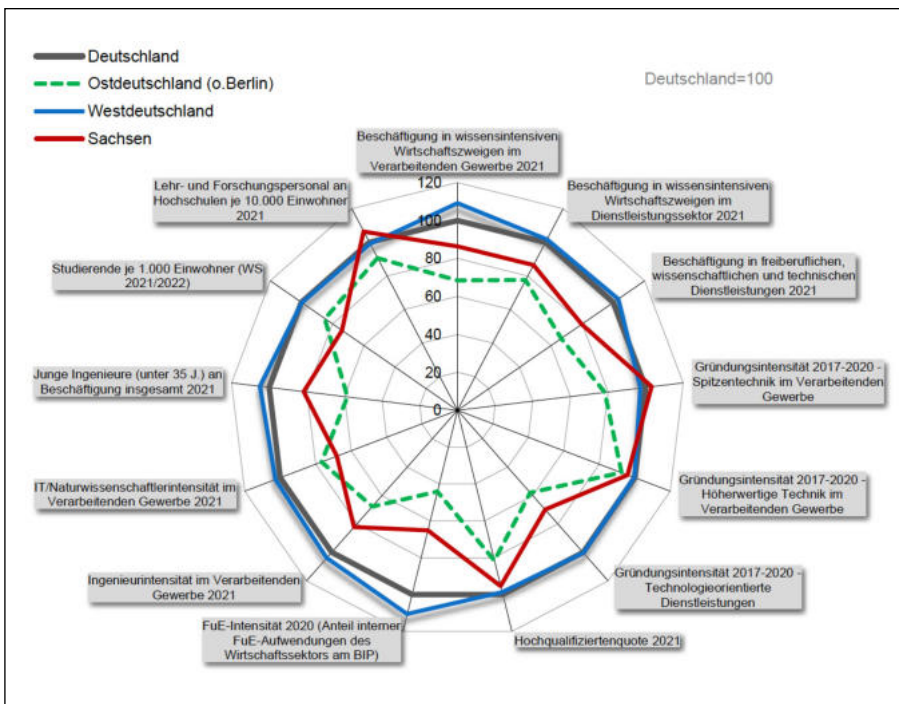 Deutschland
Ostdeutschland (o.Berlin)
Westdeutschland
Sachsen
Deutschland=100
Beschäftigung in wissensintensiven
Wirtschaftszweigen im
Verarbeitenden Gewerbe 2021
Beschäftigung in wissensintensiven
Wirtschaftszweigen im
Dienstleistungssektor 2021
Beschäftigung in freiberuflichen,
wissenschaftlichen und technischen
Dienstleistungen 2021
Gründungsintensität 2017-2020 -
Spitzentechnik im Verarbeitenden
Gewerbe
Gründungsintensität 2017-2020 -
Höherwertige Technik im
Verarbeitenden Gewerbe
Gründungsintensität 2017-2020 -
Technologieorientierte
Dienstleistungen
Hochqualifiziertenquote 2021
FuE-Intensität 2020 (Anteil interner
FuE-Aufwendungen des
Wirtschaftssektors am BIP)
Ingenieurintensität im Verarbeitenden
Gewerbe 2021
IT/Naturwissenschaftlerintensität im
Verarbeitenden Gewerbe 2021
Junge Ingenieure (unter 35 J.) an
Beschäftigung insgesamt 2021
Studierende je 1.000 Einwohner (WS
2021/2022)
Lehr- und Forschungspersonal an
Hochschulen je 10.000 Einwohner
2021
120
100
80
60
40
20
0